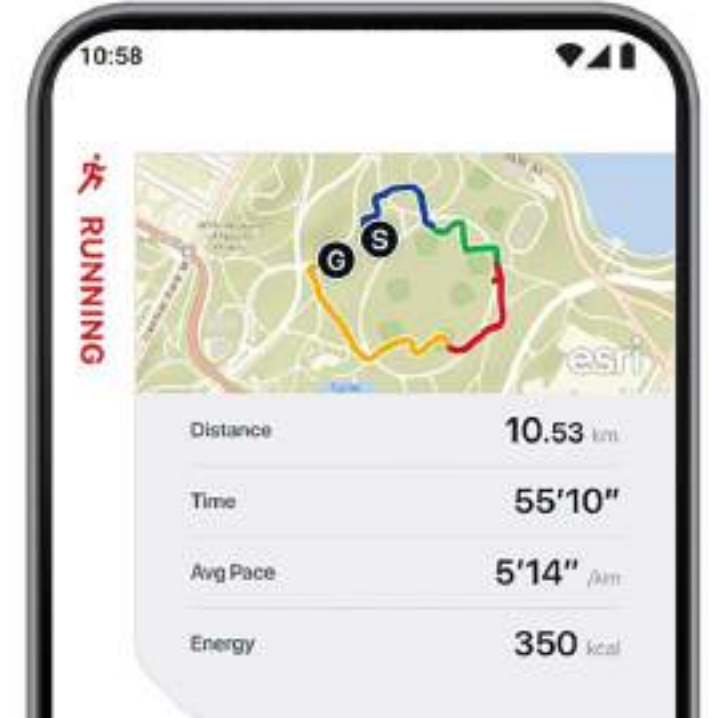 10:58
RUNNING
G
S
esri
Distance 10.53 km
Time 55'10"
Avg Pace 5'14" /km
Energy 350 kcal